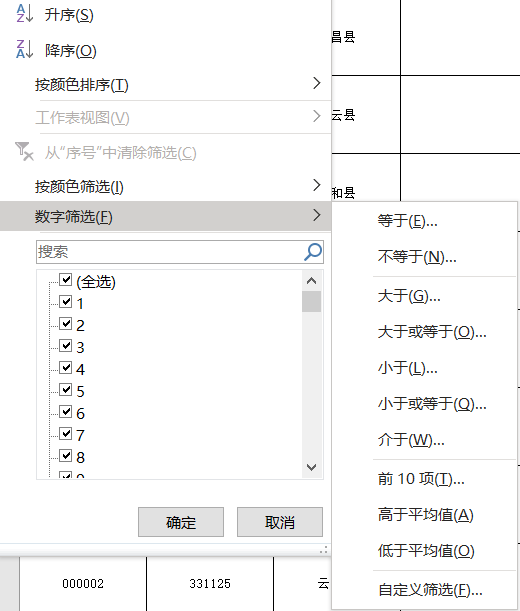 升序(S)
降序(O)
按颜色排序(T)
工作表视图(V)
从“序号”中清除筛选(C)
按颜色筛选(I)
数字筛选(F)
搜索
(全选)
1
2
3
4
5
6
7
8
确定
取消
昌县
云县
和县
等于(E)...
不等于(N)...
大于(G)...
大于或等于(O)...
小于(L)...
小于或等于(Q)...
介于(W)...
前 10 项(T)...
高于平均值(A)
低于平均值(O)
自定义筛选(F)...
000002
331125
云